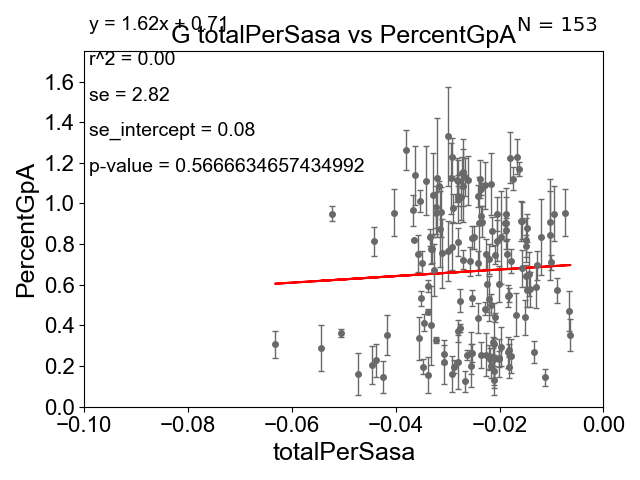 y = 1.62x + 0.71
G totalPerSasa vs PercentGpA
N = 153
r^2 = 0.00
se = 2.82
se_intercept = 0.08
p-value = 0.5666634657434992
PercentGpA
1.6
1.4
1.2
1.0
0.8
0.6
0.4
0.2
0.0
−0.10
−0.08
−0.06
−0.04
−0.02
0.00
totalPerSasa